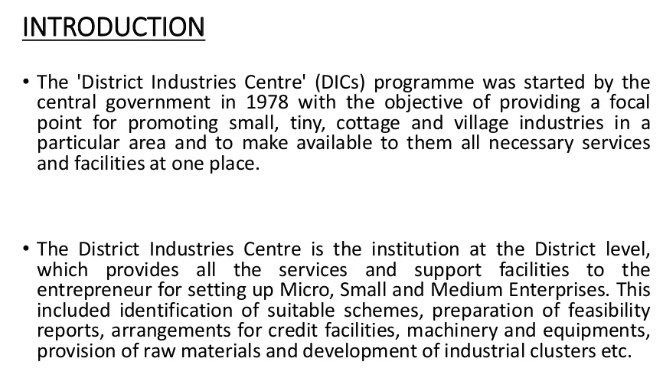 INTRODUCTION
• The 'District Industries Centre' (DICs) programme was started by the
central government in 1978 with the objective of providing a focal
point for promoting small, tiny, cottage and village industries in a
particular area and to make available to them all necessary services
and facilities at one place.
• The District Industries Centre is the institution at the District level,
which provides all the services and support facilities to the
entrepreneur for setting up Micro, Small and Medium Enterprises. This
included identification of suitable schemes, preparation of feasibility
reports, arrangements for credit facilities, machinery and equipments,
provision of raw materials and development of industrial clusters etc.